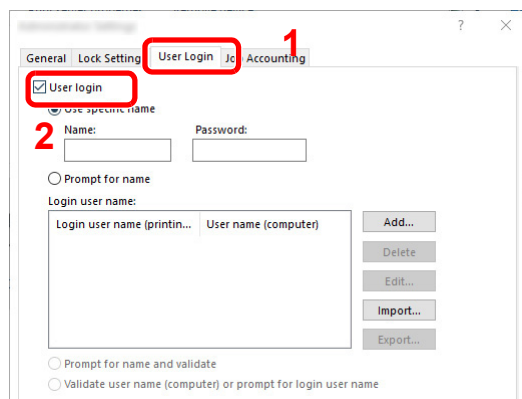 ? ×
1
General Lock Setting User Login Job Accounting
User login
Use specific name
2
Name: Password:
Prompt for name
Login user name:
Login user name (printin... User name (computer)
Add...
Delete
Edit...
Import...
Export...
Prompt for name and validate
Validate user name (computer) or prompt for login user name